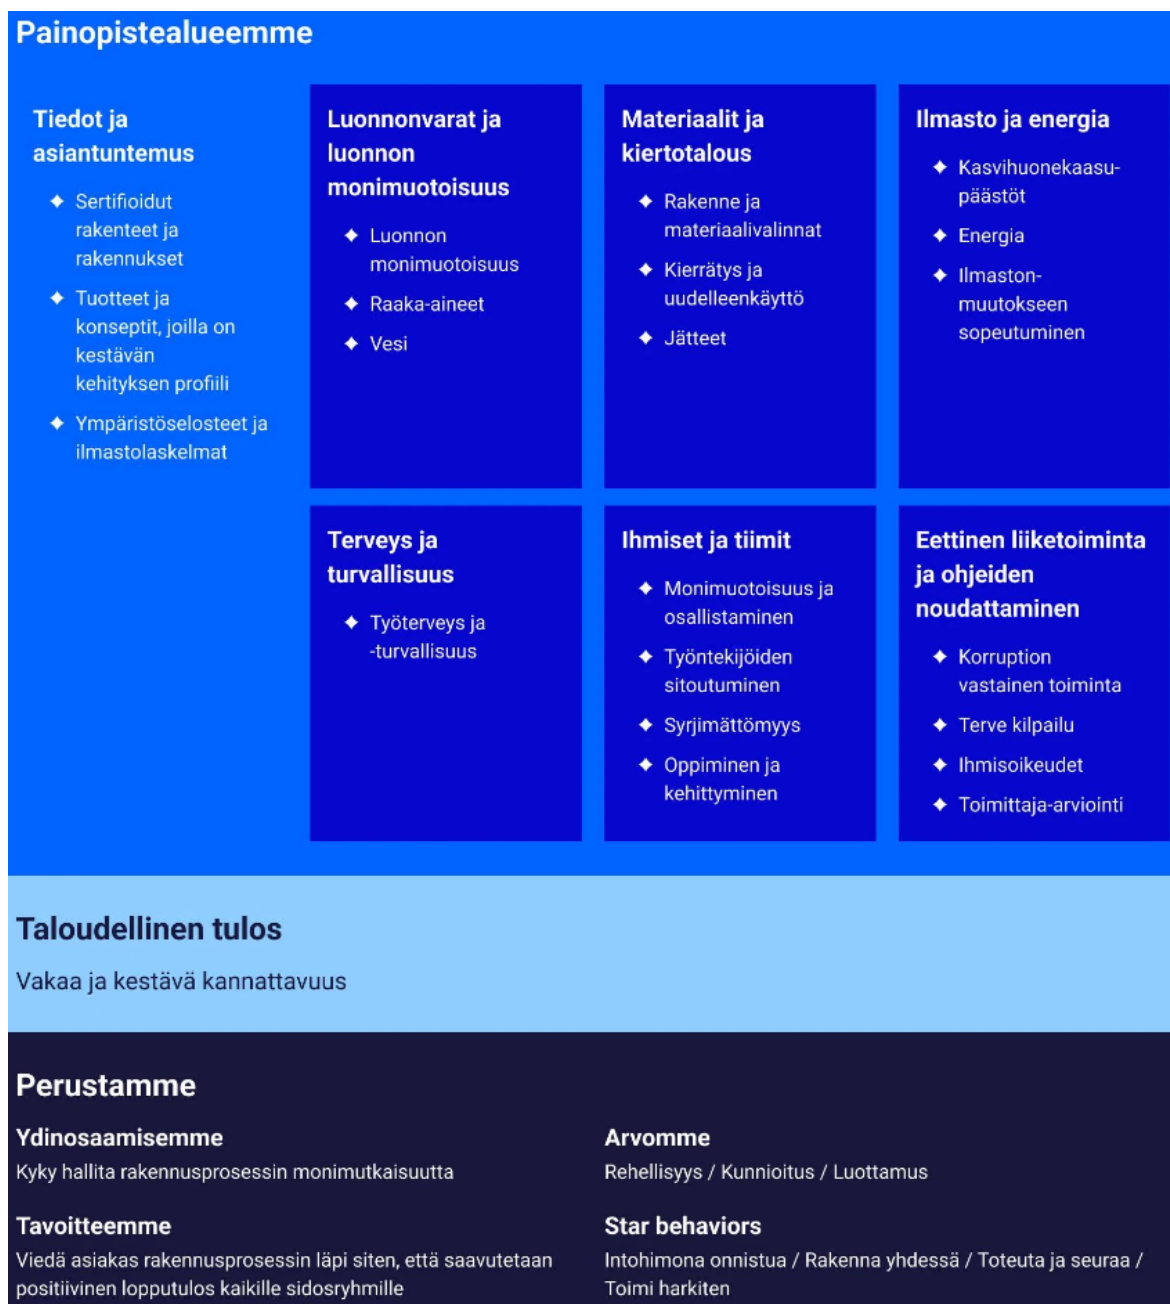 Painopistealueemme
Tiedot ja
asiantuntemus
✦ Sertifioidut
rakenteet ja
rakennukset
✦ Tuotteet ja
konseptit, joilla on
kestävän
kehityksen profiili
✦ Ympäristöselosteet ja
ilmastolaskelmat
Luonnonvarat ja
luonnon
monimuotoisuus
✦ Luonnon
monimuotoisuus
✦ Raaka-aineet
✦ Vesi
Materiaalit ja
kiertotalous
✦ Rakenne ja
materiaalivalinnat
✦ Kierrätys ja
uudelleenkäyttö
✦ Jätteet
Ilmasto ja energia
✦ Kasvihuonekaasu-
päästöt
✦ Energia
✦ Ilmaston-
muutokseen
sopeutuminen
Terveys ja
turvallisuus
✦ Työterveys ja
-turvallisuus
Ihmiset ja tiimit
✦ Monimuotoisuus ja
osallistaminen
✦ Työntekijöiden
sitoutuminen
✦ Syrjimättömyys
✦ Oppiminen ja
kehittyminen
Eettinen liiketoiminta
ja ohjeiden
noudattaminen
✦ Korruption
vastainen toiminta
✦ Terve kilpailu
✦ Ihmisoikeudet
✦ Toimittaja-arviointi
Taloudellinen tulos
Vakaa ja kestävä kannattavuus
Perustamme
Ydinosaamisemme
Kyky hallita rakennusprosessin monimutkaisuutta
Arvomme
Rehellisyys / Kunnioitus / Luottamus
Tavoitteemme
Viedä asiakas rakennusprosessin läpi siten, että saavutetaan
positiivinen lopputulos kaikille sidosryhmille
Star behaviors
Intohimona onnistua / Rakenna yhdessä / Toteuta ja seuraa /
Toimi harkiten